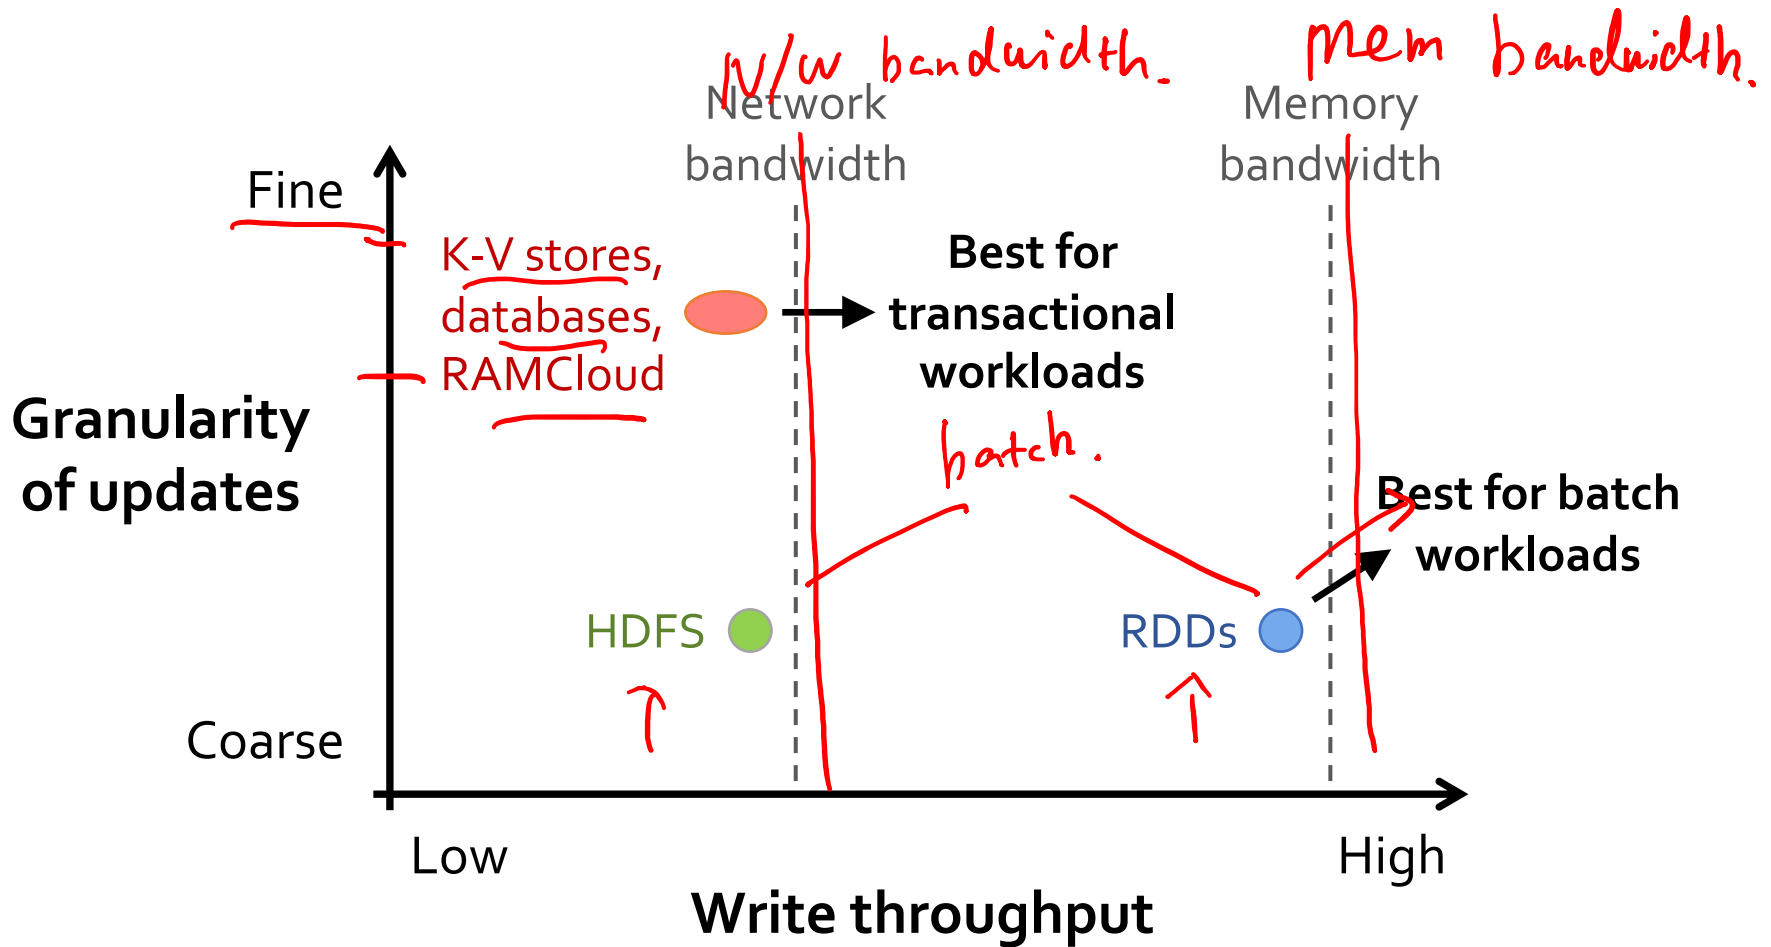 N/W bandwidth.
Mem bandwidth.
Network
bandwidth
Memory
bandwidth
Fine
K-V stores,
databases,
RAMCloud
Best for
transactional
workloads
Granularity
of updates
batch.
Best for batch
workloads
HDFS
RDDs
Coarse
Low
High
Write throughput